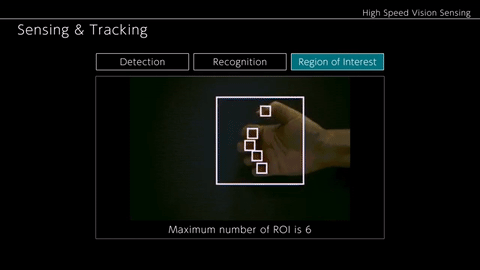 High Speed Vision Sensing
Sensing & Tracking
Detection
Recognition
Region of Interest
Maximum number of ROI is 6